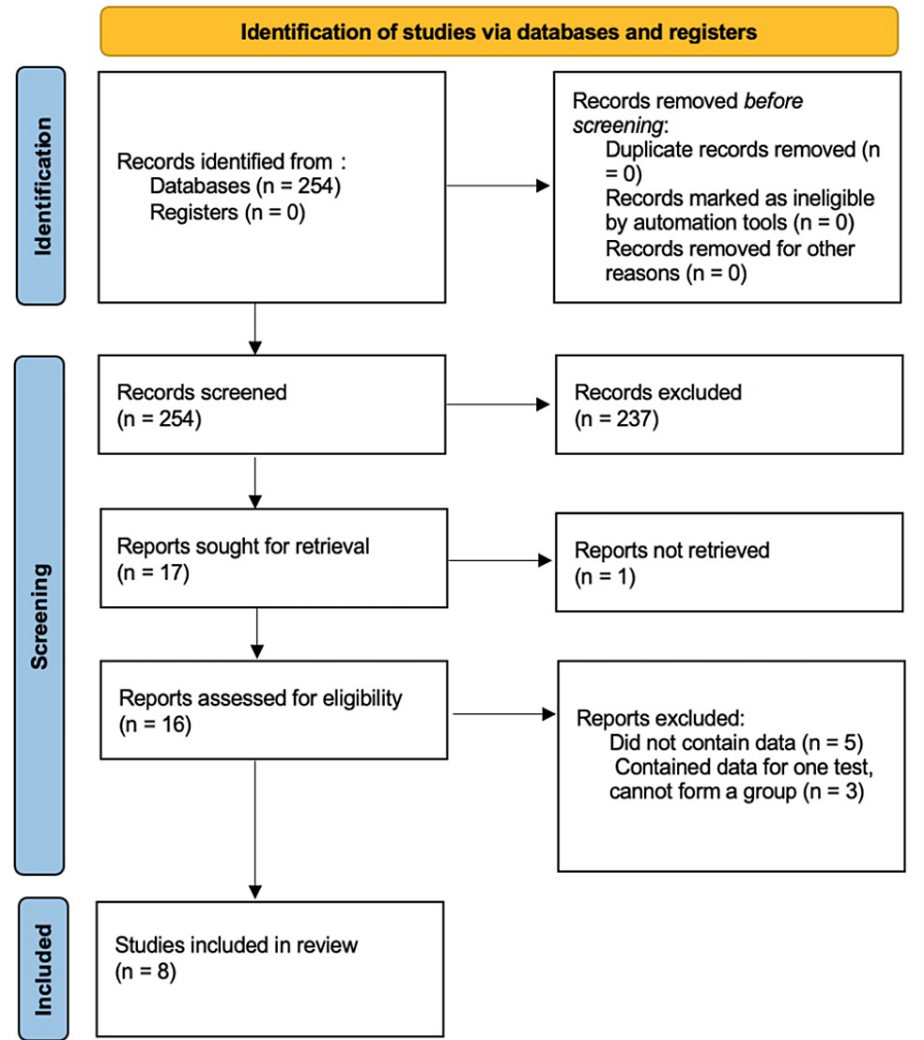 Identification of studies via databases and registers
Identification
Records identified from :
Databases (n = 254)
Registers (n = 0)
Records removed before
screening:
Duplicate records removed (n
= 0)
Records marked as ineligible
by automation tools (n = 0)
Records removed for other
reasons (n = 0)
Screening
Records screened
(n = 254)
Records excluded
(n = 237)
Reports sought for retrieval
(n = 17)
Reports not retrieved
(n = 1)
Reports assessed for eligibility
(n = 16)
Reports excluded:
Did not contain data (n = 5)
Contained data for one test,
cannot form a group (n = 3)
Included
Studies included in review
(n = 8)